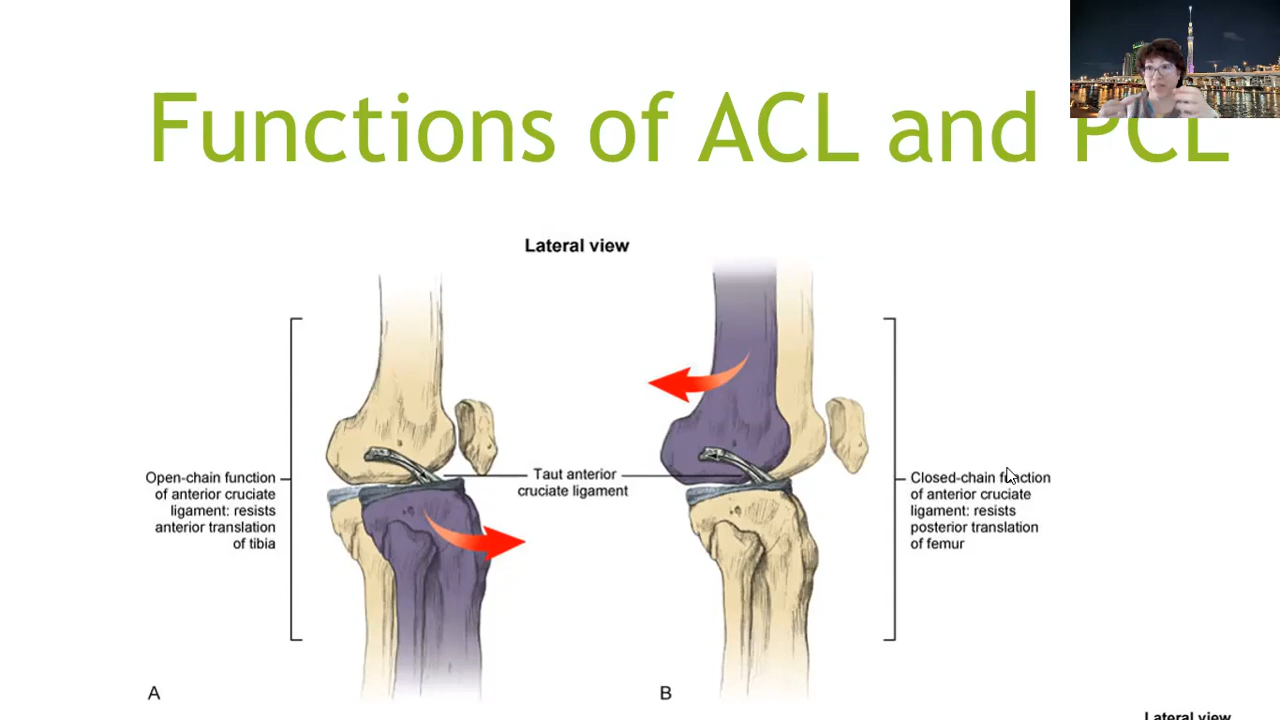 Functions of ACL and PCL
Lateral view
Open-chain function
of anterior cruciate
ligament: resists
anterior translation
of tibia
Taut anterior
cruciate ligament
Closed-chain function
of anterior cruciate
ligament: resists
posterior translation
of femur
A
B
Lateral view